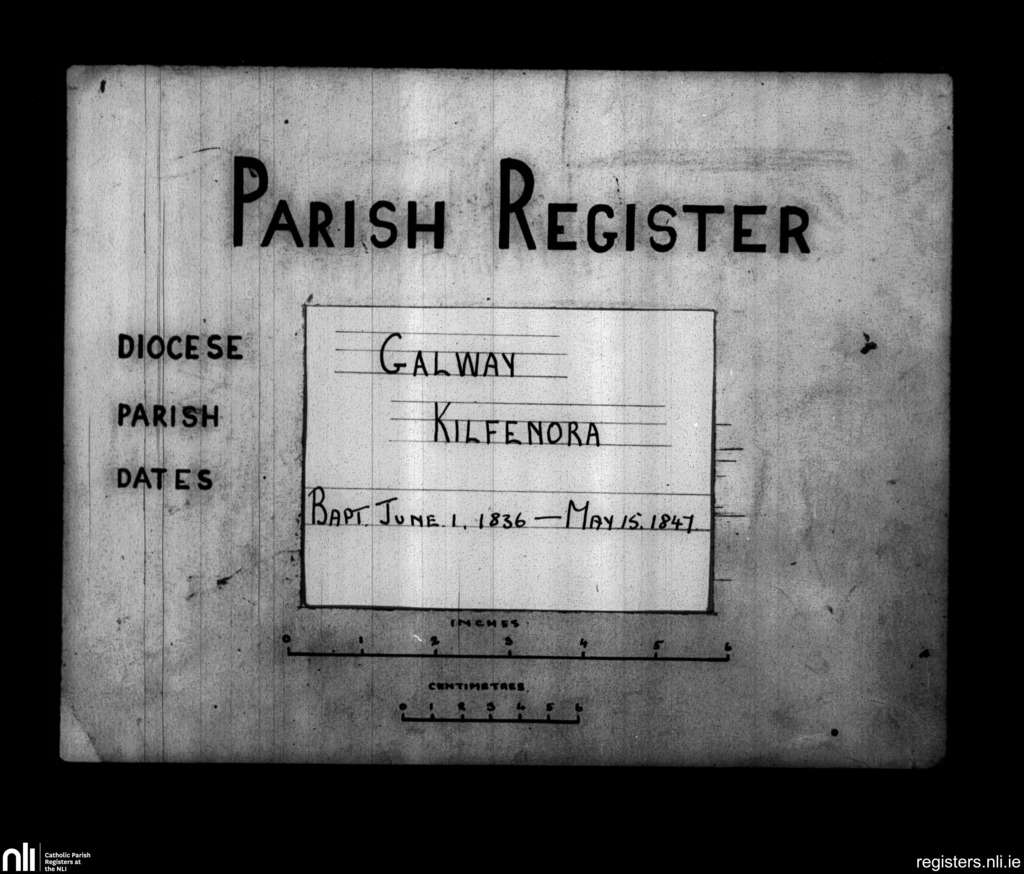 PARISH REGISTER
DIOCESE GALWAY
PARISH KILFENORA
DATES
BAPT. JUNE. 1, 1836 — MAY 15. 1847
INCHES
0 1 2 3 4 5 6
CENTIMETRES
0 1 2 3 4 5 6
nli Catholic Parish
Registers at
the NLI
registers.nli.ie